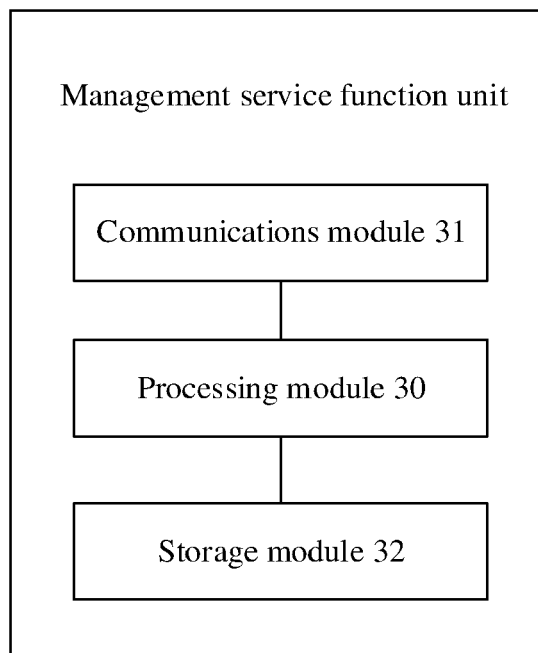 Management service function unit
Communications module 31
Processing module 30
Storage module 32